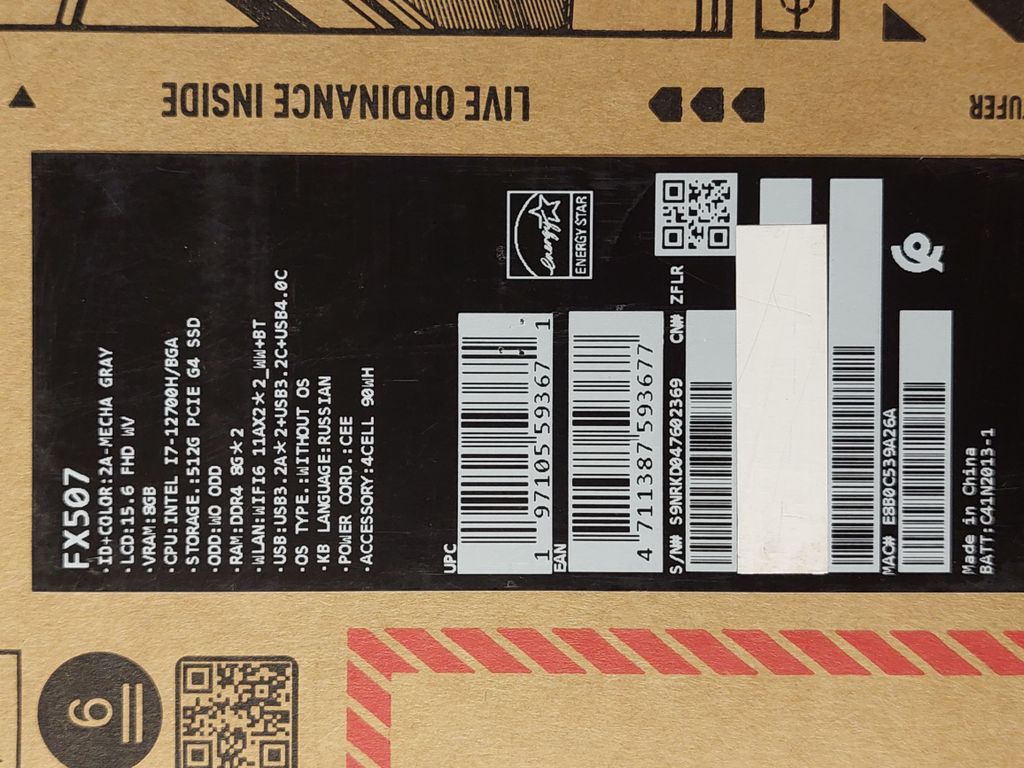 LIVE ORDINANCE INSIDE
UFER
FX507
·ID+COLOR:2A-MECHA GRAY
·LCD:15.6 FHD WV
·VRAM:8GB
·CPU:INTEL I7-12700H/BGA
·STORAGE.:512G PCIE G4 SSD
·ODD:WO ODD
·RAM:DDR4 8G*2
·WLAN:WIFI6 11AX2*2_WW+BT
·USB:USB3.2A*2+USB3.2C+USB4.0C
·OS TYPE.:WITHOUT OS
·KB LANGUAGE:RUSSIAN
·POWER CORD.:CEE
·ACCESSORY:4CELL 90WH
energy
ENERGY STAR
UPC
1 97105 59367 1
EAN
4 711387 593677
S/N# S9NRKD047602369 CN# ZFLR
MAC# E880C539A26A
Made in China
BATT:C41N2013-1
6